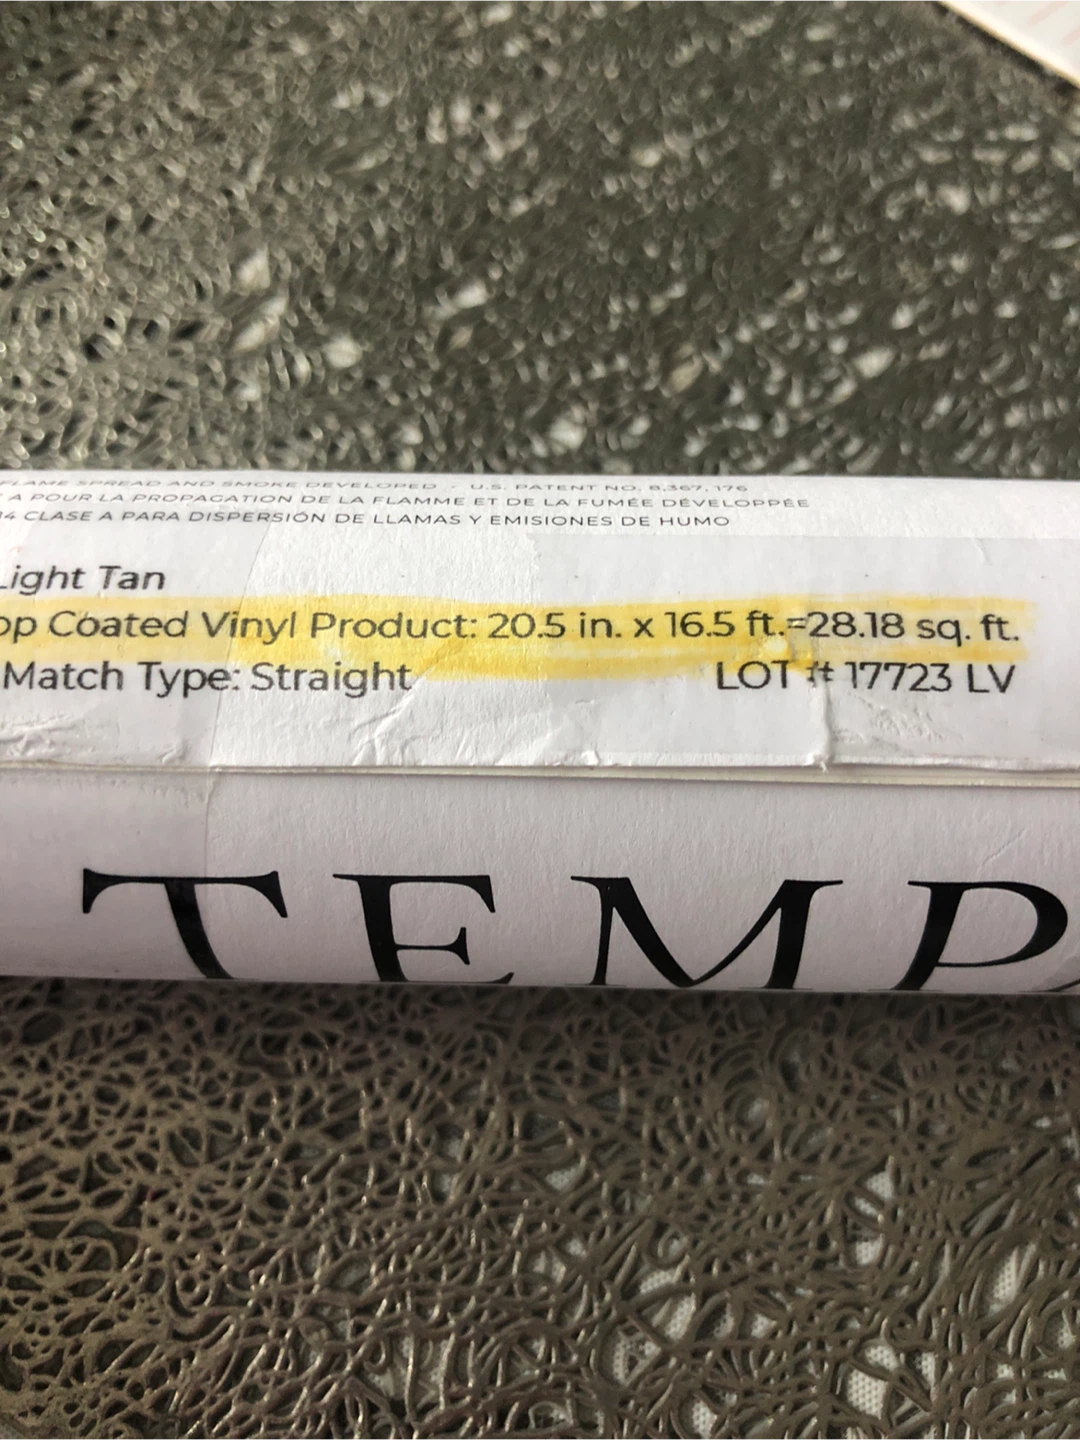 FLAME SPREAD AND SMOKE DEVELOPED - U.S. PATENT NO. 8,367,176
A POUR LA PROPAGATION DE LA FLAMME ET DE LA FUMÉE DÉVELOPPÉE
CLASE A PARA DISPERSIÓN DE LLAMAS Y EMISIONES DE HUMO
Light Tan
Coated Vinyl Product: 20.5 in. x 16.5 ft.=28.18 sq. ft.
Match Type: Straight LOT # 17723 LV
TEMP